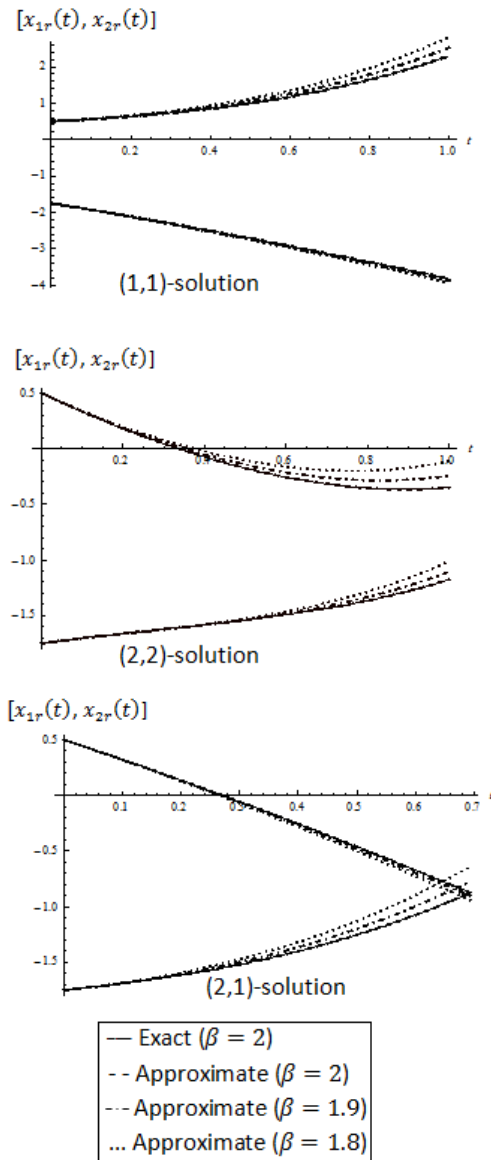 [x₁ᵣ(t), x₂ᵣ(t)]
2
1
0.2 0.4 0.6 0.8 1.0 t
−1
−2
−3
−4
(1,1)-solution
[x₁ᵣ(t), x₂ᵣ(t)]
0.5
0.2 0.4 0.6 0.8 1.0 t
−0.5
−1.0
−1.5
(2,2)-solution
[x₁ᵣ(t), x₂ᵣ(t)]
0.5
0.1 0.2 0.3 0.4 0.5 0.6 0.7 t
−0.5
−1.0
−1.5
(2,1)-solution
— Exact (β = 2)
-- Approximate (β = 2)
-·-· Approximate (β = 1.9)
... Approximate (β = 1.8)